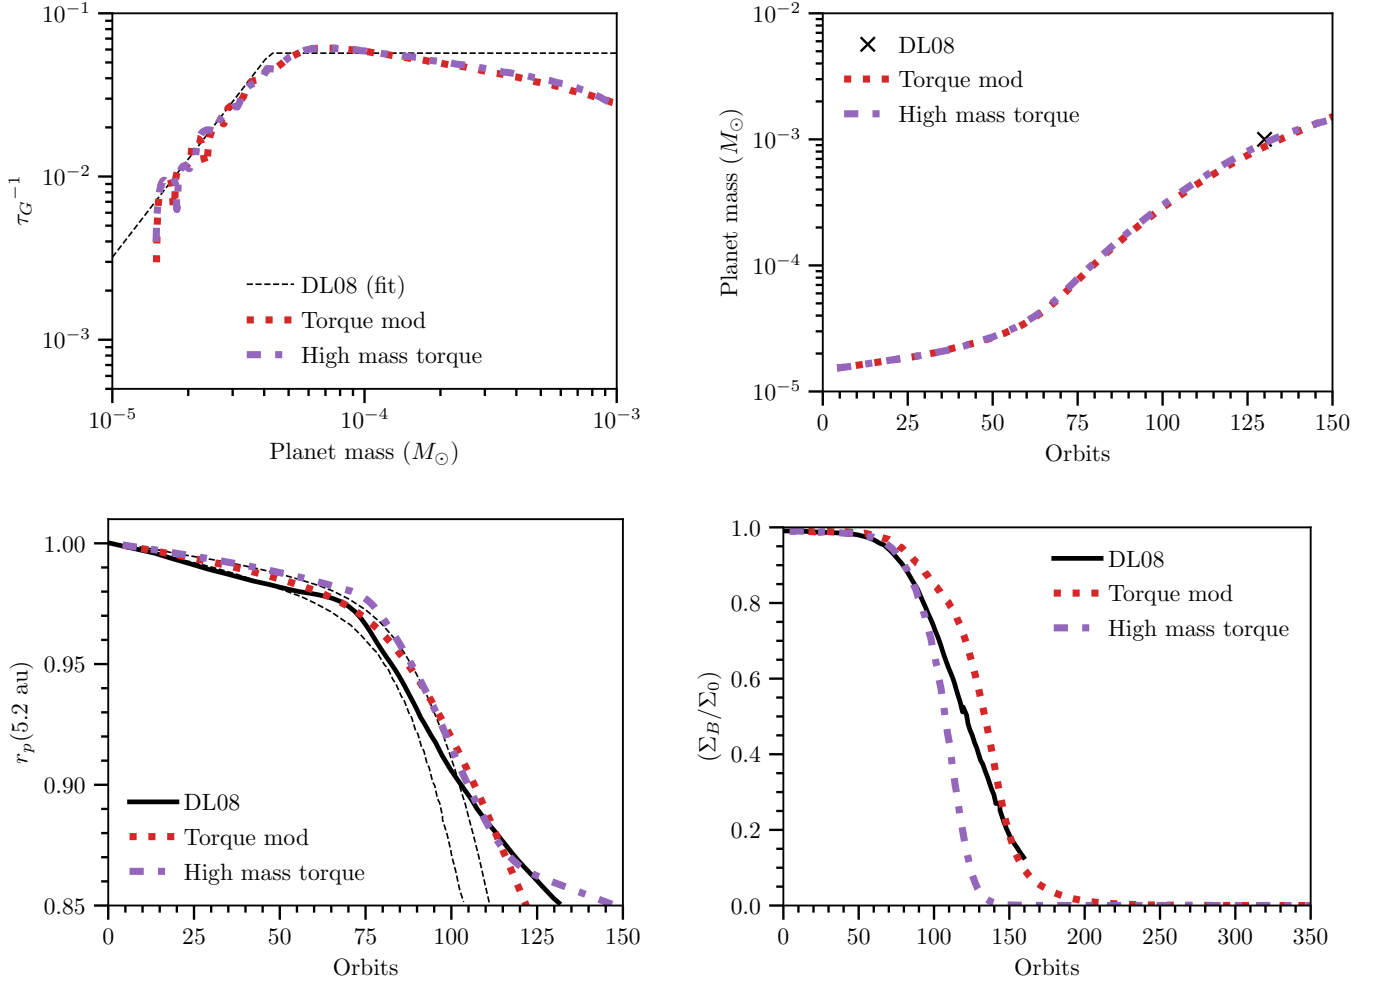 10⁻¹
10⁻²
10⁻³
τ_G⁻¹
DL08 (fit)
Torque mod
High mass torque
10⁻⁵
10⁻⁴
10⁻³
Planet mass (M⊙)
10⁻²
10⁻³
10⁻⁴
10⁻⁵
Planet mass (M⊙)
DL08
Torque mod
High mass torque
0 25 50 75 100 125 150
Orbits
1.00
0.95
0.90
0.85
r_p(5.2 au)
DL08
Torque mod
High mass torque
0 25 50 75 100 125 150
Orbits
1.0
0.8
0.6
0.4
0.2
0.0
(Σ_B/Σ_0)
DL08
Torque mod
High mass torque
0 50 100 150 200 250 300 350
Orbits